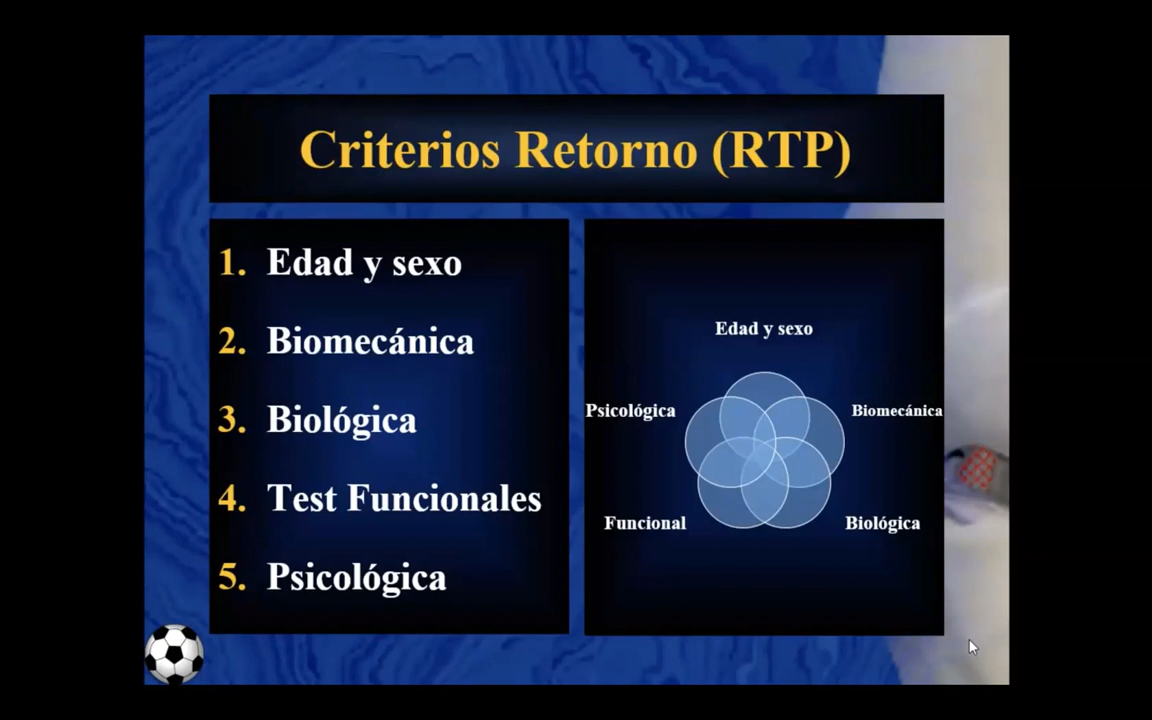 Criterios Retorno (RTP)
1. Edad y sexo
2. Biomecánica
3. Biológica
4. Test Funcionales
5. Psicológica
Edad y sexo
Psicológica
Biomecánica
Funcional
Biológica